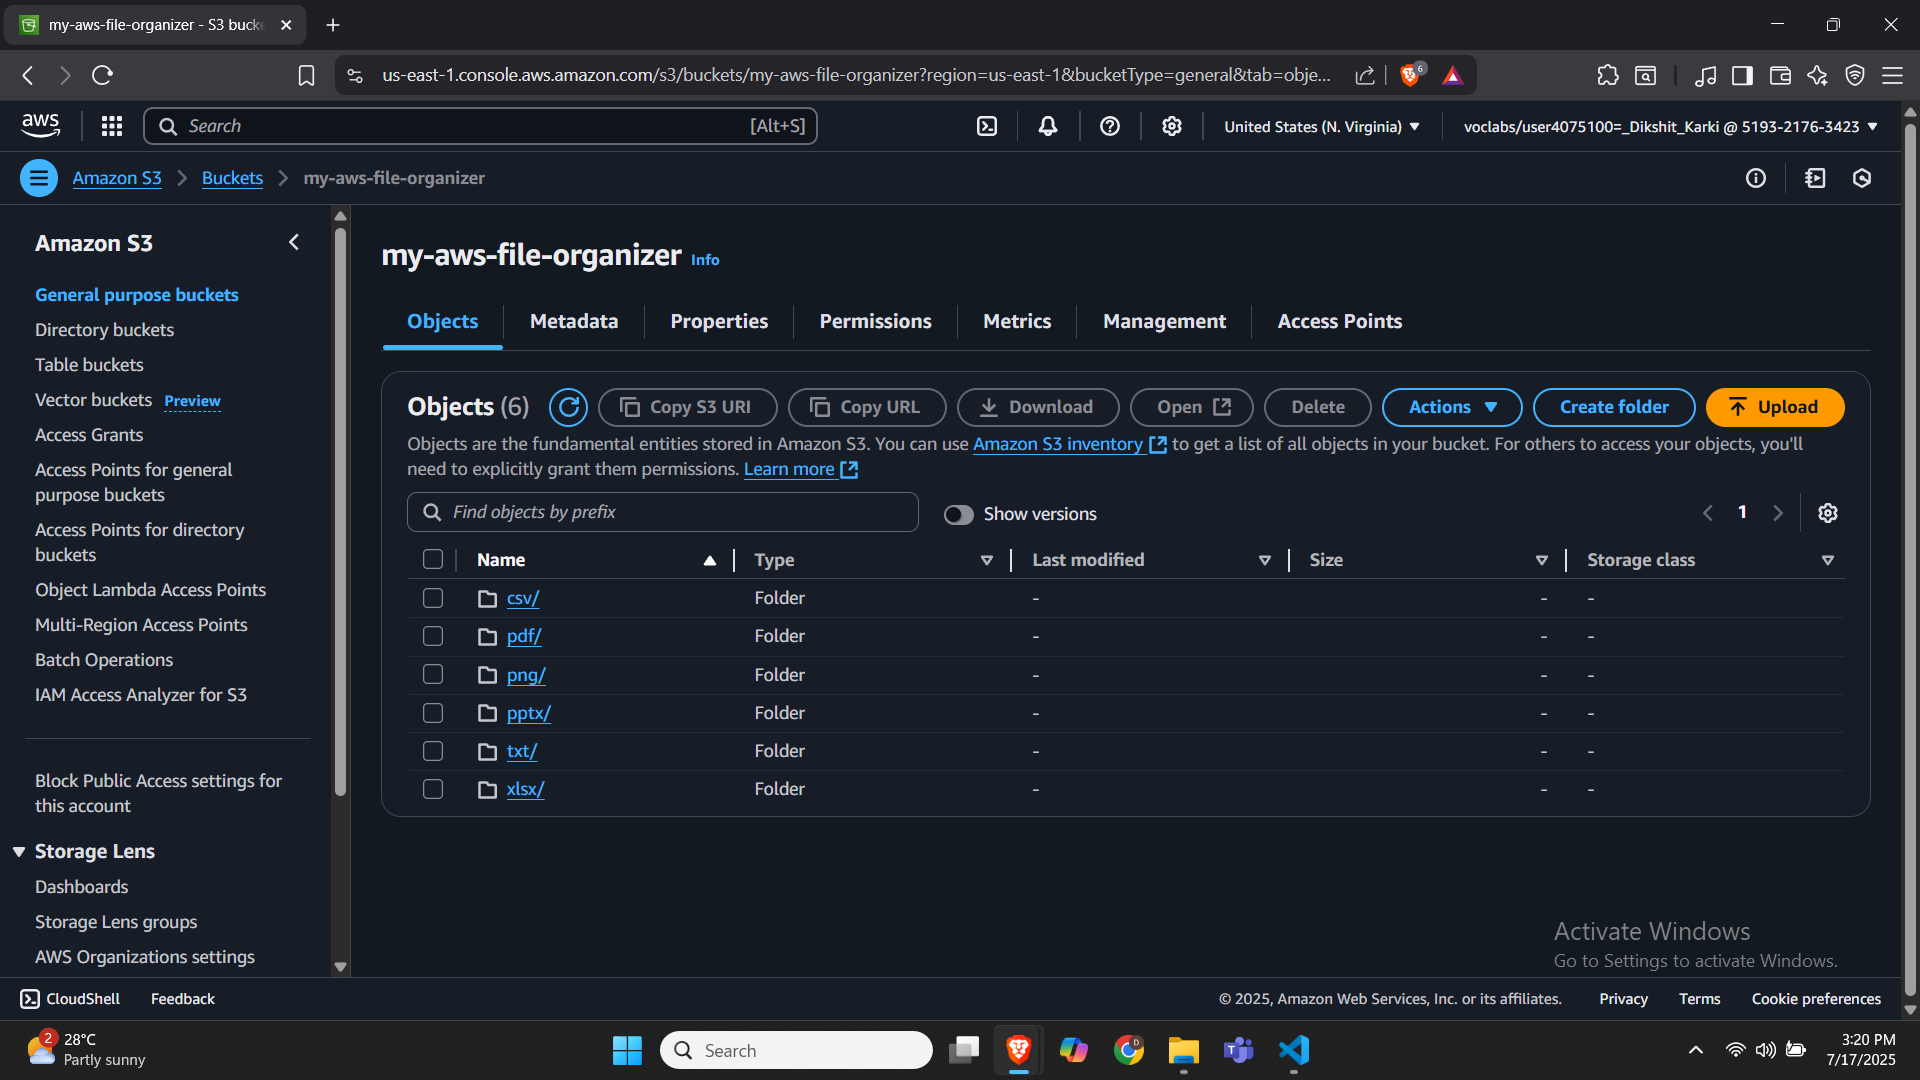 my-aws-file-organizer - S3 bucke
us-east-1.console.aws.amazon.com/s3/buckets/my-aws-file-organizer?region=us-east-1&bucketType=general&tab=obje...
6
aws
Search
[Alt+S]
United States (N. Virginia)
voclabs/user4075100=_Dikshit_Karki @ 5193-2176-3423
Amazon S3
Buckets
my-aws-file-organizer
Amazon S3
General purpose buckets
Directory buckets
Table buckets
Vector buckets Preview
Access Grants
Access Points for general
purpose buckets
Access Points for directory
buckets
Object Lambda Access Points
Multi-Region Access Points
Batch Operations
IAM Access Analyzer for S3
Block Public Access settings for
this account
Storage Lens
Dashboards
Storage Lens groups
AWS Organizations settings
my-aws-file-organizer Info
Objects
Metadata
Properties
Permissions
Metrics
Management
Access Points
Objects (6)
Copy S3 URI
Copy URL
Download
Open
Delete
Actions
Create folder
Upload
Objects are the fundamental entities stored in Amazon S3. You can use Amazon S3 inventory to get a list of all objects in your bucket. For others to access your objects, you'll
need to explicitly grant them permissions. Learn more
Find objects by prefix
Show versions
1
Name Type Last modified Size Storage class
csv/ Folder - - -
pdf/ Folder - - -
png/ Folder - - -
pptx/ Folder - - -
txt/ Folder - - -
xlsx/ Folder - - -
Activate Windows
Go to Settings to activate Windows.
CloudShell
Feedback
© 2025, Amazon Web Services, Inc. or its affiliates.
Privacy
Terms
Cookie preferences
2
28°C
Partly sunny
Search
D
T
3:20 PM
7/17/2025